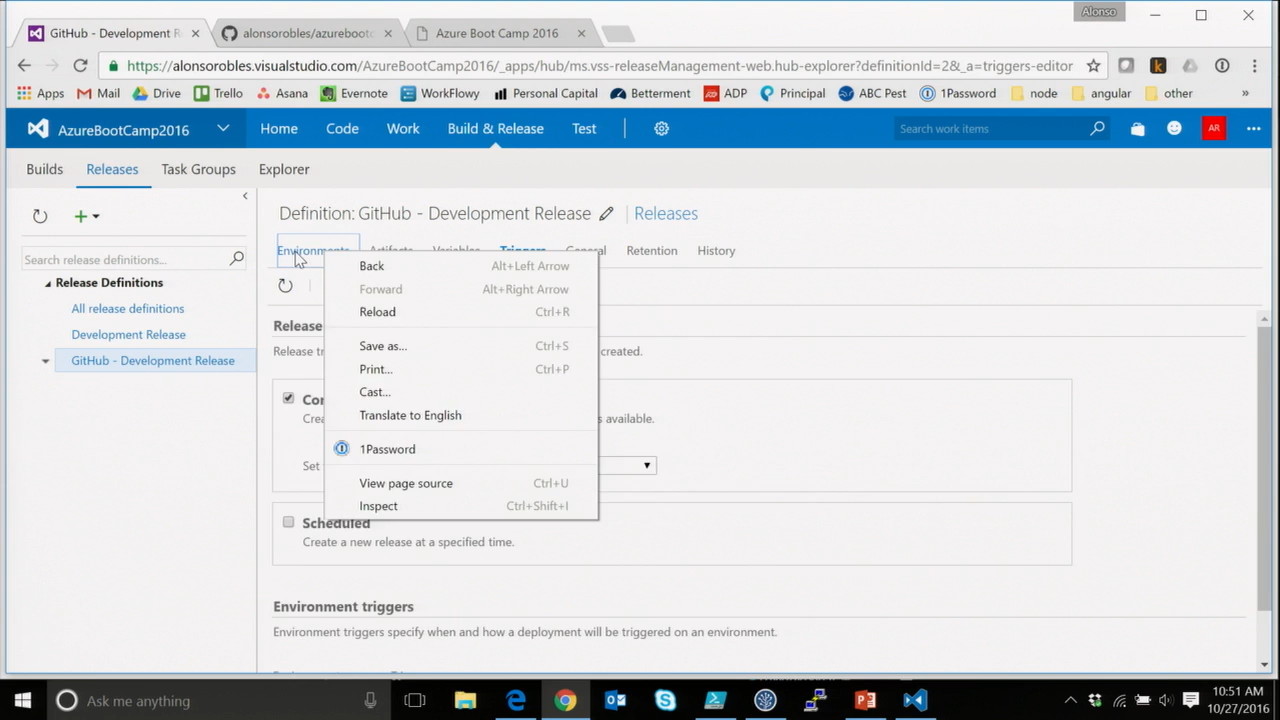 Alonso
GitHub - Development R
alonsorobles/azurebootc
Azure Boot Camp 2016
https://alonsorobles.visualstudio.com/AzureBootCamp2016/_apps/hub/ms.vss-releaseManagement-web.hub-explorer?definitionId=2&_a=triggers-editor
Apps Mail Drive Trello Asana Evernote WorkFlowy Personal Capital Betterment ADP Principal ABC Pest 1Password node angular other »
AzureBootCamp2016 Home Code Work Build & Release Test Search work items AR
Builds Releases Task Groups Explorer
Definition: GitHub - Development Release | Releases
Environments Artifacts Variables Triggers General Retention History
Search release definitions...
Release Definitions
All release definitions
Development Release
GitHub - Development Release
Back Alt+Left Arrow
Forward Alt+Right Arrow
Reload Ctrl+R
Save as... Ctrl+S
Print... Ctrl+P
Cast...
Translate to English
1Password
View page source Ctrl+U
Inspect Ctrl+Shift+I
Release
Release tr created.
Con
Crea s available.
Set
Scheduled
Create a new release at a specified time.
Environment triggers
Environment triggers specify when and how a deployment will be triggered on an environment.
Ask me anything
10:51 AM
10/27/2016